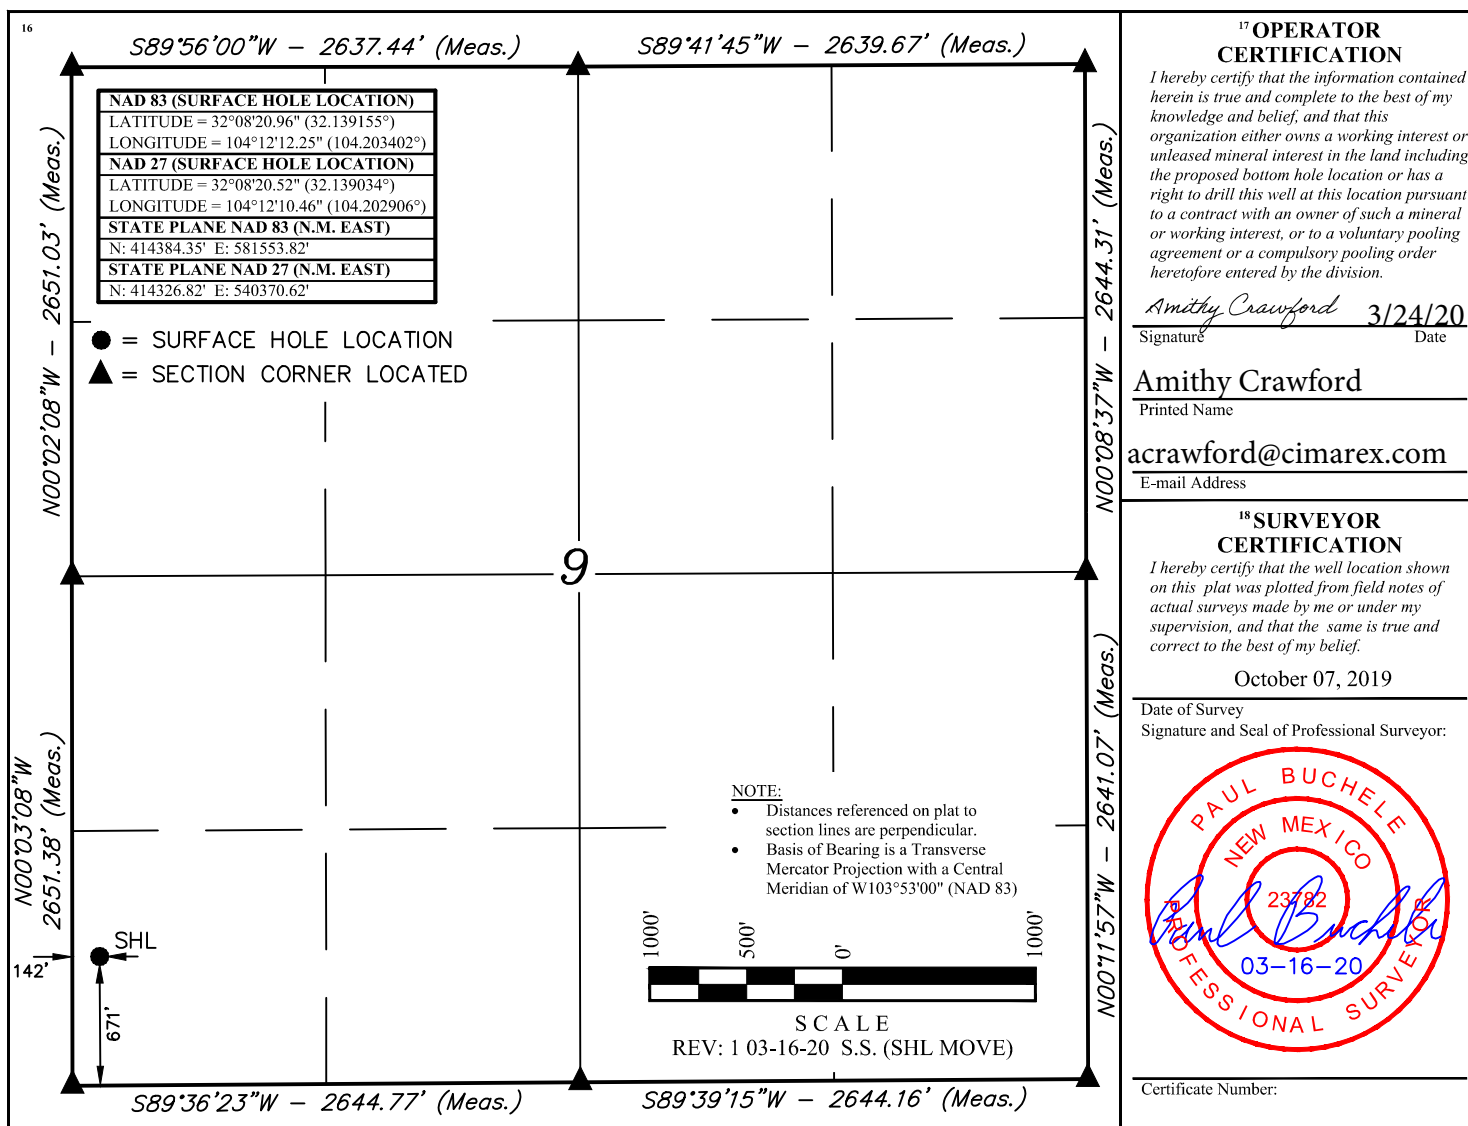 16
S89°56'00"W – 2637.44' (Meas.)
S89°41'45"W – 2639.67' (Meas.)
NAD 83 (SURFACE HOLE LOCATION)
LATITUDE = 32°08'20.96" (32.139155°)
LONGITUDE = 104°12'12.25" (104.203402°)
NAD 27 (SURFACE HOLE LOCATION)
LATITUDE = 32°08'20.52" (32.139034°)
LONGITUDE = 104°12'10.46" (104.202906°)
STATE PLANE NAD 83 (N.M. EAST)
N: 414384.35' E: 581553.82'
STATE PLANE NAD 27 (N.M. EAST)
N: 414326.82' E: 540370.62'
= SURFACE HOLE LOCATION
= SECTION CORNER LOCATED
N00°02'08"W – 2651.03' (Meas.)
N00°08'37"W – 2644.31' (Meas.)
9
N00°03'08"W
2651.38' (Meas.)
N00°11'57"W – 2641.07' (Meas.)
NOTE:
• Distances referenced on plat to
section lines are perpendicular.
• Basis of Bearing is a Transverse
Mercator Projection with a Central
Meridian of W103°53'00" (NAD 83)
SHL
142'
671'
1000'
500'
0'
1000'
SCALE
REV: 1 03-16-20 S.S. (SHL MOVE)
S89°36'23"W – 2644.77' (Meas.)
S89°39'15"W – 2644.16' (Meas.)
17 OPERATOR
CERTIFICATION
I hereby certify that the information contained
herein is true and complete to the best of my
knowledge and belief, and that this
organization either owns a working interest or
unleased mineral interest in the land including
the proposed bottom hole location or has a
right to drill this well at this location pursuant
to a contract with an owner of such a mineral
or working interest, or to a voluntary pooling
agreement or a compulsory pooling order
heretofore entered by the division.
Amithy Crawford 3/24/20
Signature Date
Amithy Crawford
Printed Name
acrawford@cimarex.com
E-mail Address
18 SURVEYOR
CERTIFICATION
I hereby certify that the well location shown
on this plat was plotted from field notes of
actual surveys made by me or under my
supervision, and that the same is true and
correct to the best of my belief.
October 07, 2019
Date of Survey
Signature and Seal of Professional Surveyor:
PAUL BUCHELE
NEW MEXICO
23782
Paul Buchele
03-16-20
PROFESSIONAL SURVEYOR
Certificate Number: